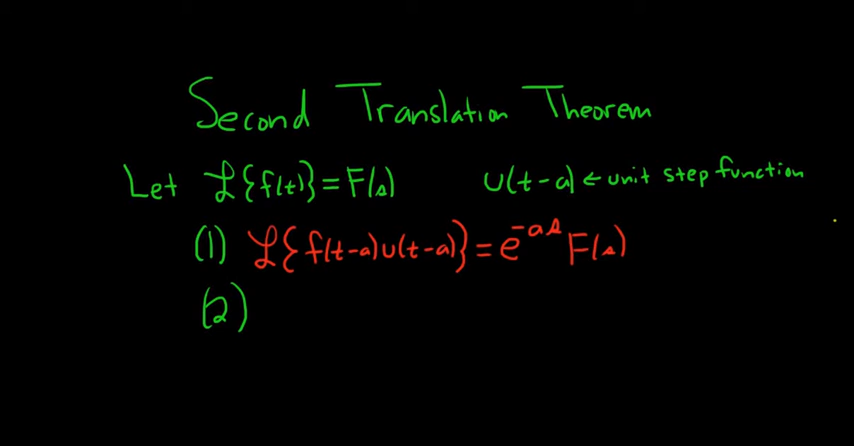 Second Translation Theorem
Let ℒ{f(t)} = F(s) u(t-a) ← unit step function
(1) ℒ{f(t-a)u(t-a)} = e^{-as} F(s)
(2)